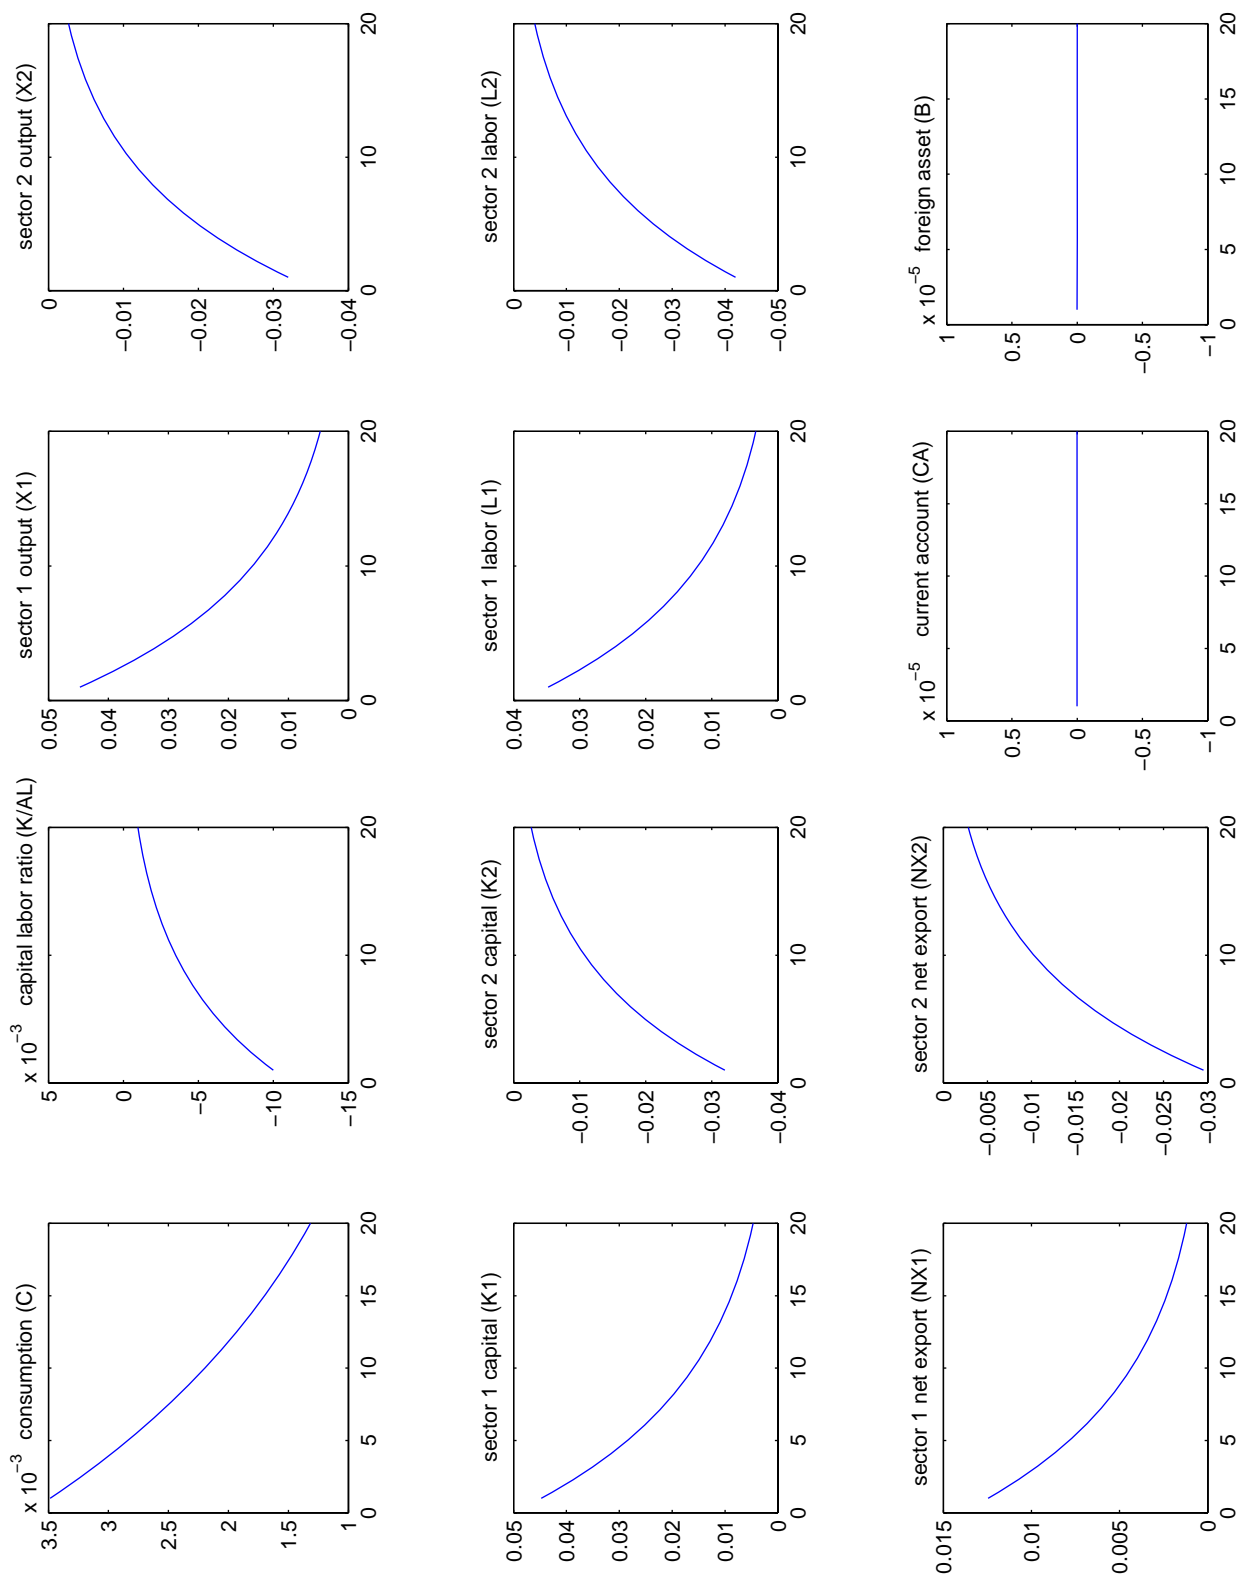 x 10−3 consumption (C)
3.5
3
2.5
2
1.5
1
0 5 10 15 20
x 10−3 capital labor ratio (K/AL)
5
0
−5
−10
−15
0 10 20
sector 1 output (X1)
0.05
0.04
0.03
0.02
0.01
0
0 10 20
sector 2 output (X2)
0
−0.01
−0.02
−0.03
−0.04
0 10 20
sector 1 capital (K1)
0.05
0.04
0.03
0.02
0.01
0
0 5 10 15 20
sector 2 capital (K2)
0
−0.01
−0.02
−0.03
−0.04
0 10 20
sector 1 labor (L1)
0.04
0.03
0.02
0.01
0
0 10 20
sector 2 labor (L2)
0
−0.01
−0.02
−0.03
−0.04
−0.05
0 10 20
sector 1 net export (NX1)
0.015
0.01
0.005
0
0 5 10 15 20
sector 2 net export (NX2)
0
−0.005
−0.01
−0.015
−0.02
−0.025
−0.03
0 10 20
x 10−5 current account (CA)
1
0.5
0
−0.5
−1
0 5 10 15 20
x 10−5 foreign asset (B)
1
0.5
0
−0.5
−1
0 5 10 15 20